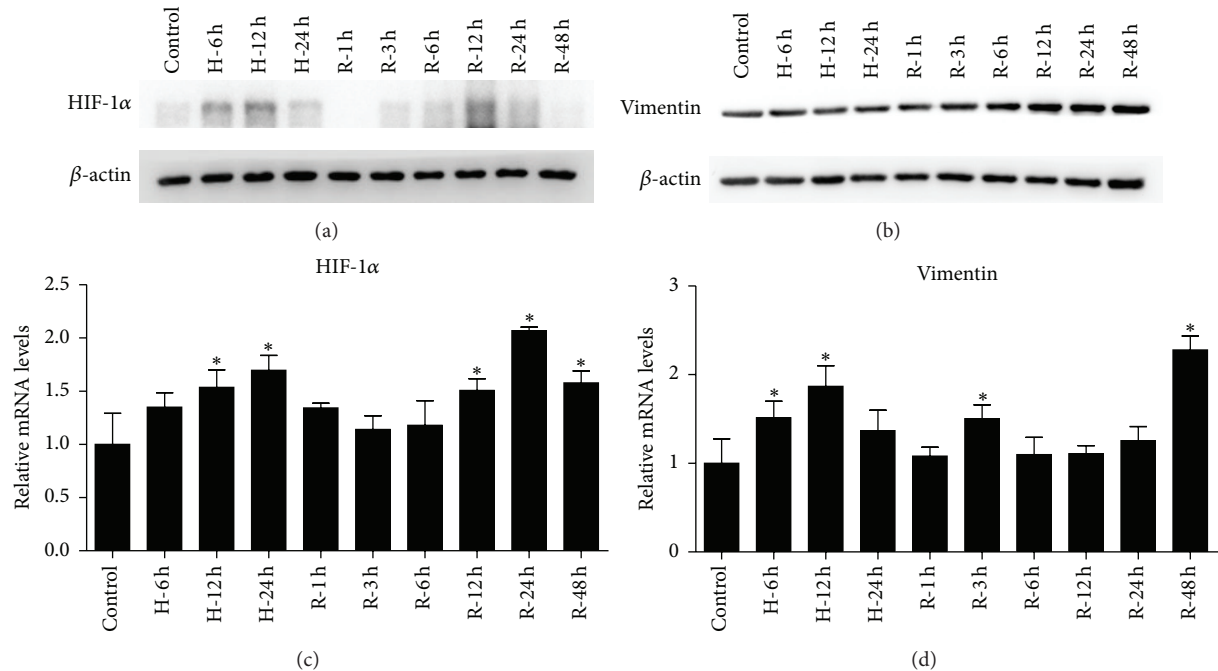 Control H-6 h H-12 h H-24 h R-1 h R-3 h R-6 h R-12 h R-24 h R-48 h
HIF-1α
β-actin
(a)
Control H-6 h H-12 h H-24 h R-1 h R-3 h R-6 h R-12 h R-24 h R-48 h
Vimentin
β-actin
(b)
HIF-1α
Relative mRNA levels
2.5
2.0
1.5
1.0
0.5
0.0
* * * * *
Control H-6 h H-12 h H-24 h R-1 h R-3 h R-6 h R-12 h R-24 h R-48 h
(c)
Vimentin
Relative mRNA levels
3
2
1
0
* * * *
Control H-6 h H-12 h H-24 h R-1 h R-3 h R-6 h R-12 h R-24 h R-48 h
(d)